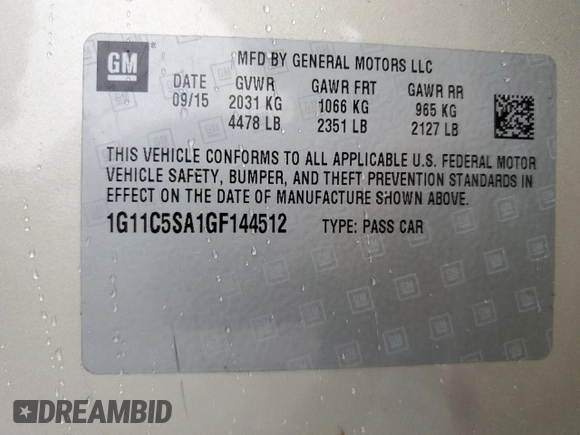 GM
MFD BY GENERAL MOTORS LLC
DATE GVWR GAWR FRT GAWR RR
09/15 2031 KG 1066 KG 965 KG
4478 LB 2351 LB 2127 LB
THIS VEHICLE CONFORMS TO ALL APPLICABLE U.S. FEDERAL MOTOR
VEHICLE SAFETY, BUMPER, AND THEFT PREVENTION STANDARDS IN
EFFECT ON THE DATE OF MANUFACTURE SHOWN ABOVE.
1G11C5SA1GF144512 TYPE: PASS CAR
DREAMBID